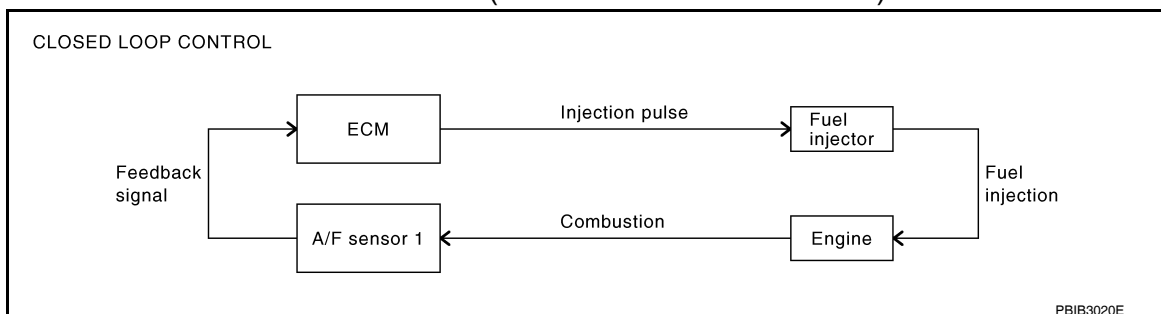 CLOSED LOOP CONTROL
ECM
Injection pulse
Fuel
injector
Feedback
signal
Fuel
injection
A/F sensor 1
Combustion
Engine
PBIB3020E